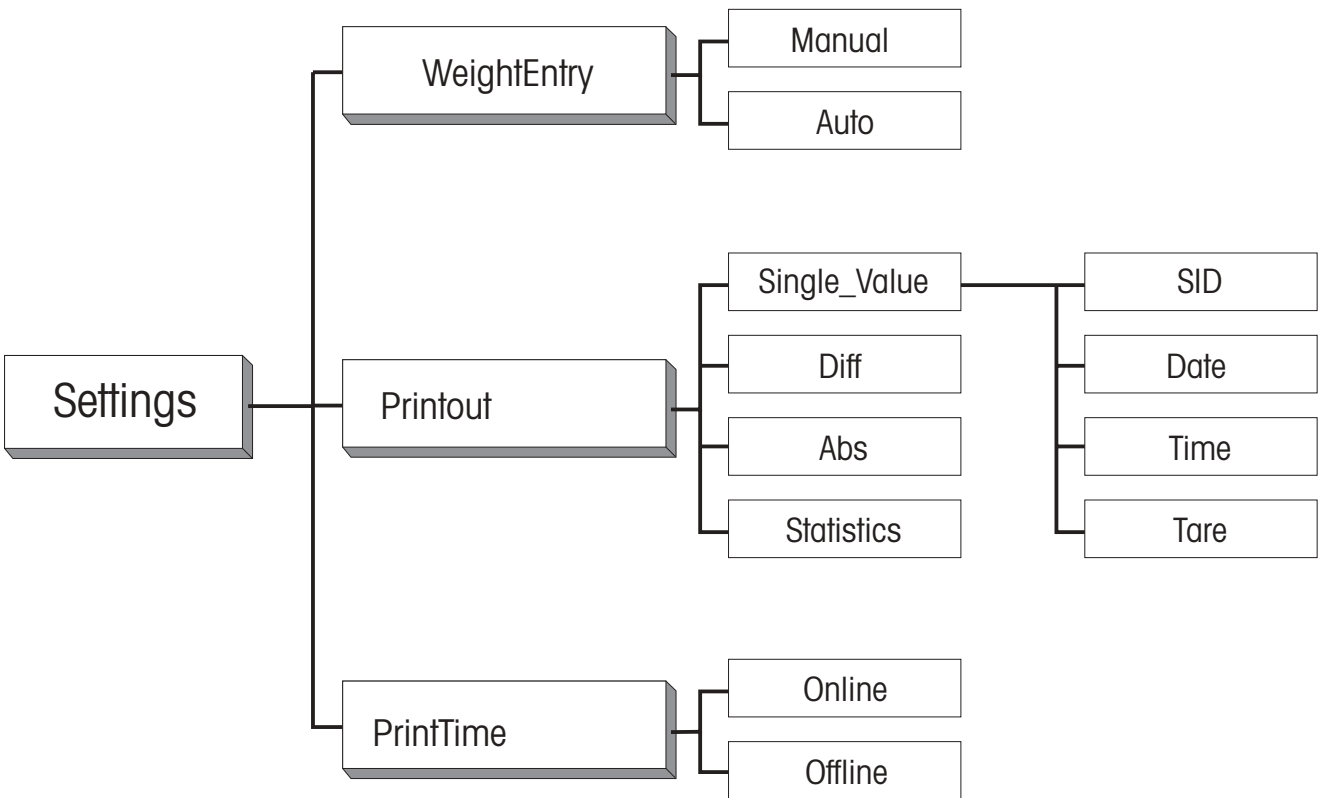 Settings
WeightEntry
Manual
Auto
Printout
Single_Value
SID
Date
Time
Tare
Diff
Abs
Statistics
PrintTime
Online
Offline